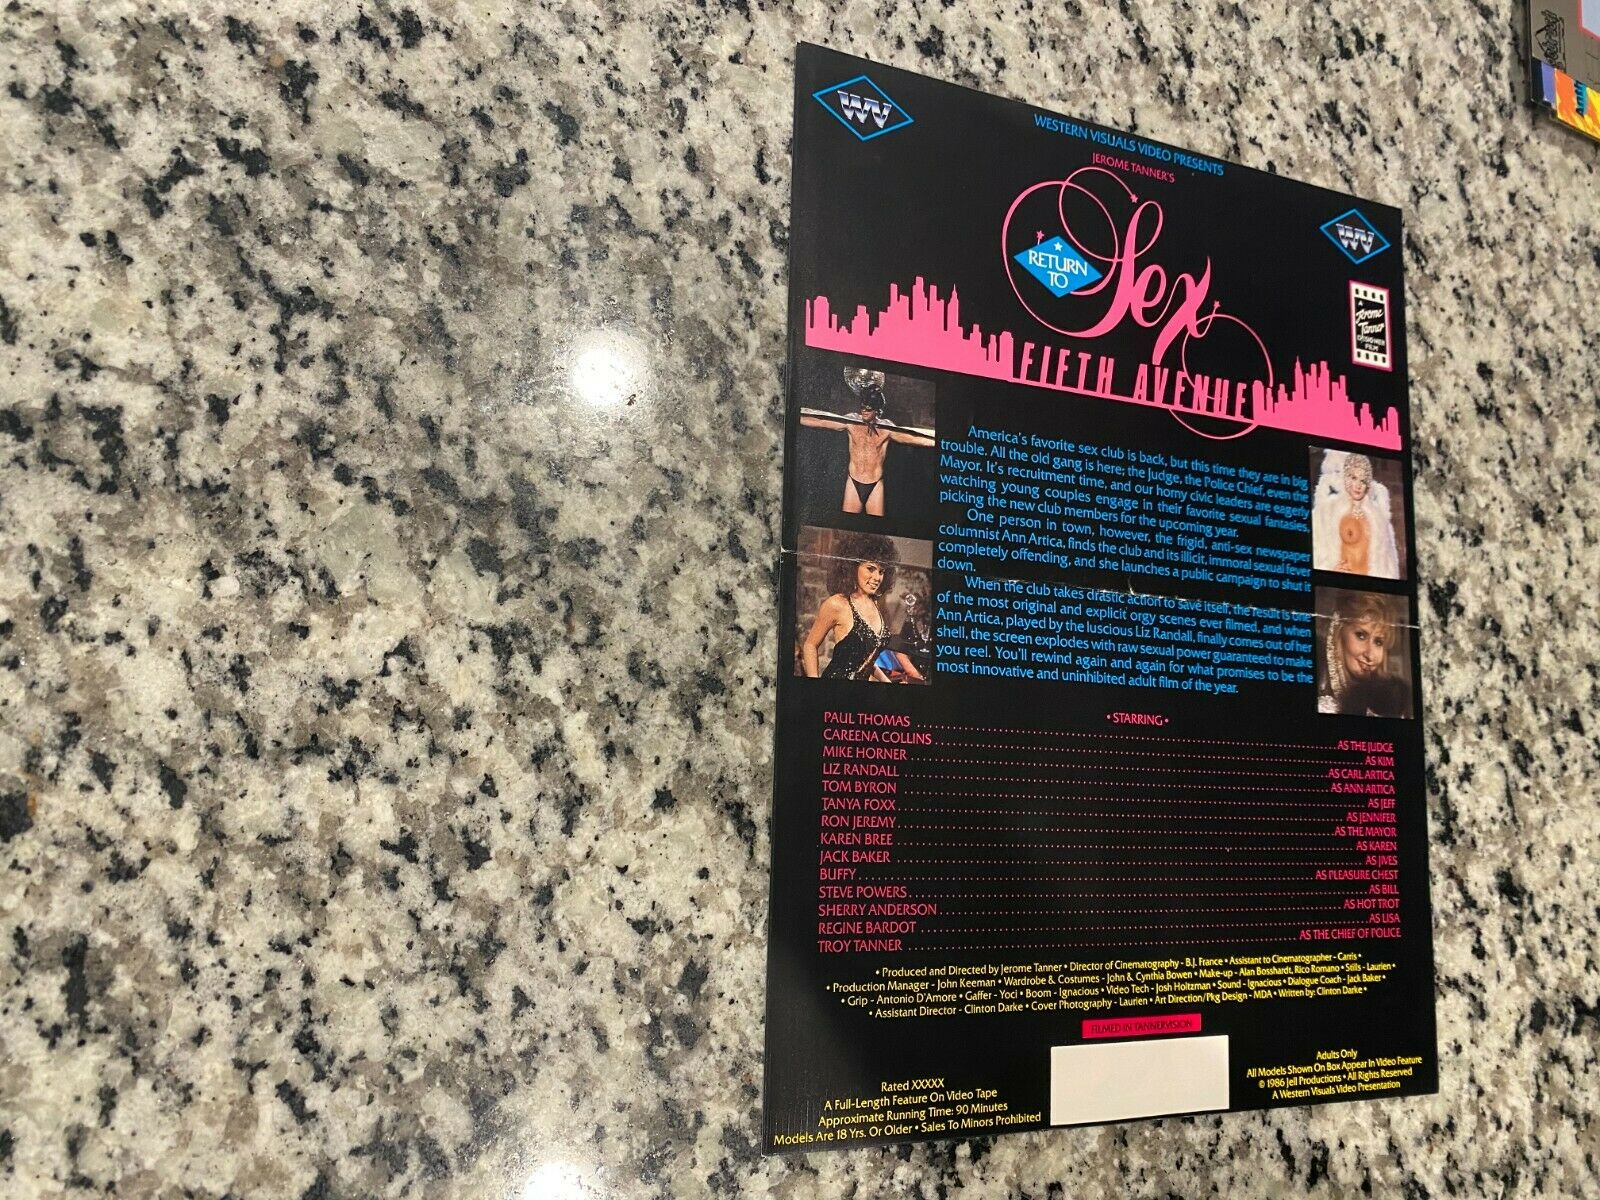 WV
WESTERN VISUALS VIDEO PRESENTS
JEROME TANNER'S
RETURN
TO
Sex
FIFTH AVENUE
WV
A
Jerome
Tanner
DESIGNER
FILM
America's favorite sex club is back, but this time they are in big
trouble. All the old gang is here; the Judge, the Police Chief, even the
Mayor. It's recruitment time, and our horny civic leaders are eagerly
watching young couples engage in their favorite sexual fantasies,
picking the new club members for the upcoming year.
One person in town, however, the frigid, anti-sex newspaper
columnist Ann Artica, finds the club and its illicit, immoral sexual fever
completely offending, and she launches a public campaign to shut it
down.
When the club takes drastic action to save itself, the result is one
of the most original and explicit orgy scenes ever filmed, and when
Ann Artica, played by the luscious Liz Randall, finally comes out of her
shell, the screen explodes with raw sexual power guaranteed to make
you reel. You'll rewind again and again for what promises to be the
most innovative and uninhibited adult film of the year.
• STARRING •
PAUL THOMAS ... AS THE JUDGE
CAREENA COLLINS ... AS KIM
MIKE HORNER ... AS CARL ARTICA
LIZ RANDALL ... AS ANN ARTICA
TOM BYRON ... AS JEFF
TANYA FOXX ... AS JENNIFER
RON JEREMY ... AS THE MAYOR
KAREN BREE ... AS KAREN
JACK BAKER ... AS JIVES
BUFFY ... AS PLEASURE CHEST
STEVE POWERS ... AS BILL
SHERRY ANDERSON ... AS HOT TROT
REGINE BARDOT ... AS LISA
TROY TANNER ... AS THE CHIEF OF POLICE
• Produced and Directed by Jerome Tanner • Director of Cinematography - B.J. France • Assistant to Cinematographer - Carris •
• Production Manager - John Keeman • Wardrobe & Costumes - John & Cynthia Bowen • Make-up - Alan Bosshardt, Rico Romano • Stills - Laurien •
• Grip - Antonio D'Amore • Gaffer - Yoci • Boom - Ignacious • Video Tech - Josh Holtzman • Sound - Ignacious • Dialogue Coach - Jack Baker •
• Assistant Director - Clinton Darke • Cover Photography - Laurien • Art Direction/Pkg Design - MDA • Written by: Clinton Darke •
FILMED IN TANNERVISION
Rated XXXXX
A Full-Length Feature On Video Tape
Approximate Running Time: 90 Minutes
Models Are 18 Yrs. Or Older • Sales To Minors Prohibited
Adults Only
All Models Shown On Box Appear In Video Feature
© 1986 Jell Productions • All Rights Reserved
A Western Visuals Video Presentation